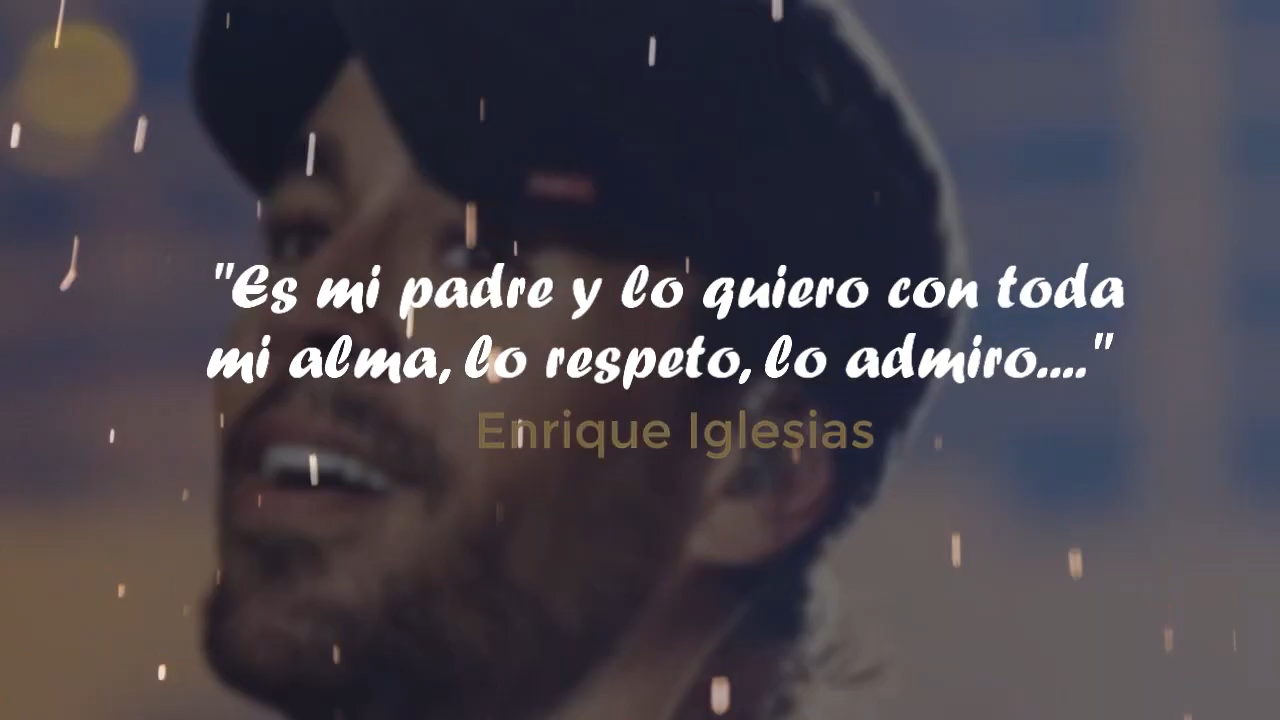 "Es mi padre y lo quiero con toda
mi alma, lo respeto, lo admiro...."
Enrique Iglesias